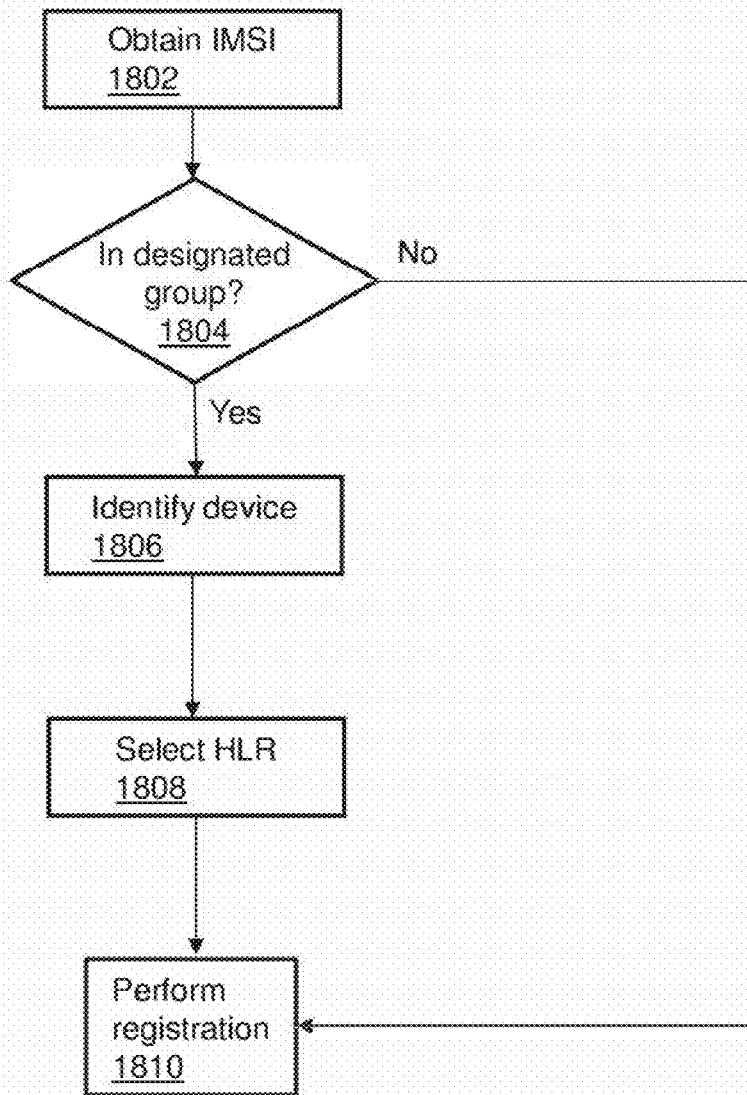 Obtain IMSI
1802
In designated
group?
1804
No
Yes
Identify device
1806
Select HLR
1808
Perform
registration
1810